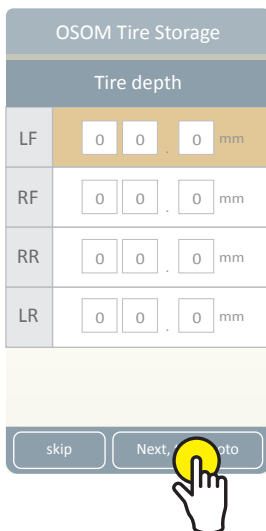 OSOM Tire Storage
Tire depth
LF 0 0 . 0 mm
RF 0 0 . 0 mm
RR 0 0 . 0 mm
LR 0 0 . 0 mm
skip Next,